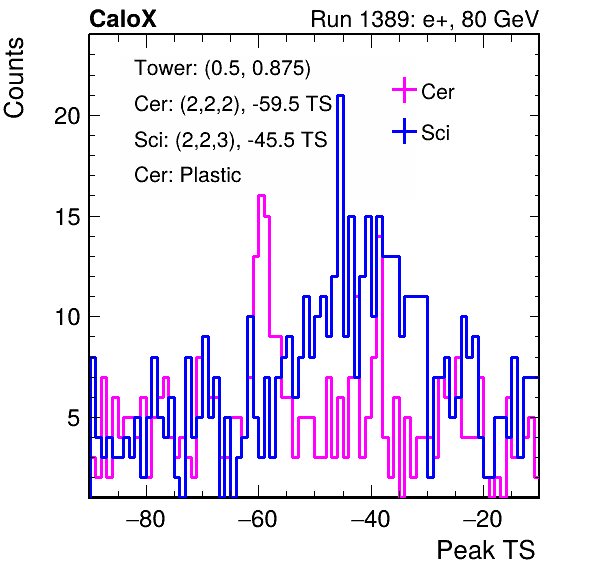 CaloX Run 1389: e+, 80 GeV
Counts
Tower: (0.5, 0.875)
Cer: (2,2,2), -59.5 TS
Sci: (2,2,3), -45.5 TS
Cer: Plastic
Cer
Sci
20
15
10
5
−80 −60 −40 −20
Peak TS